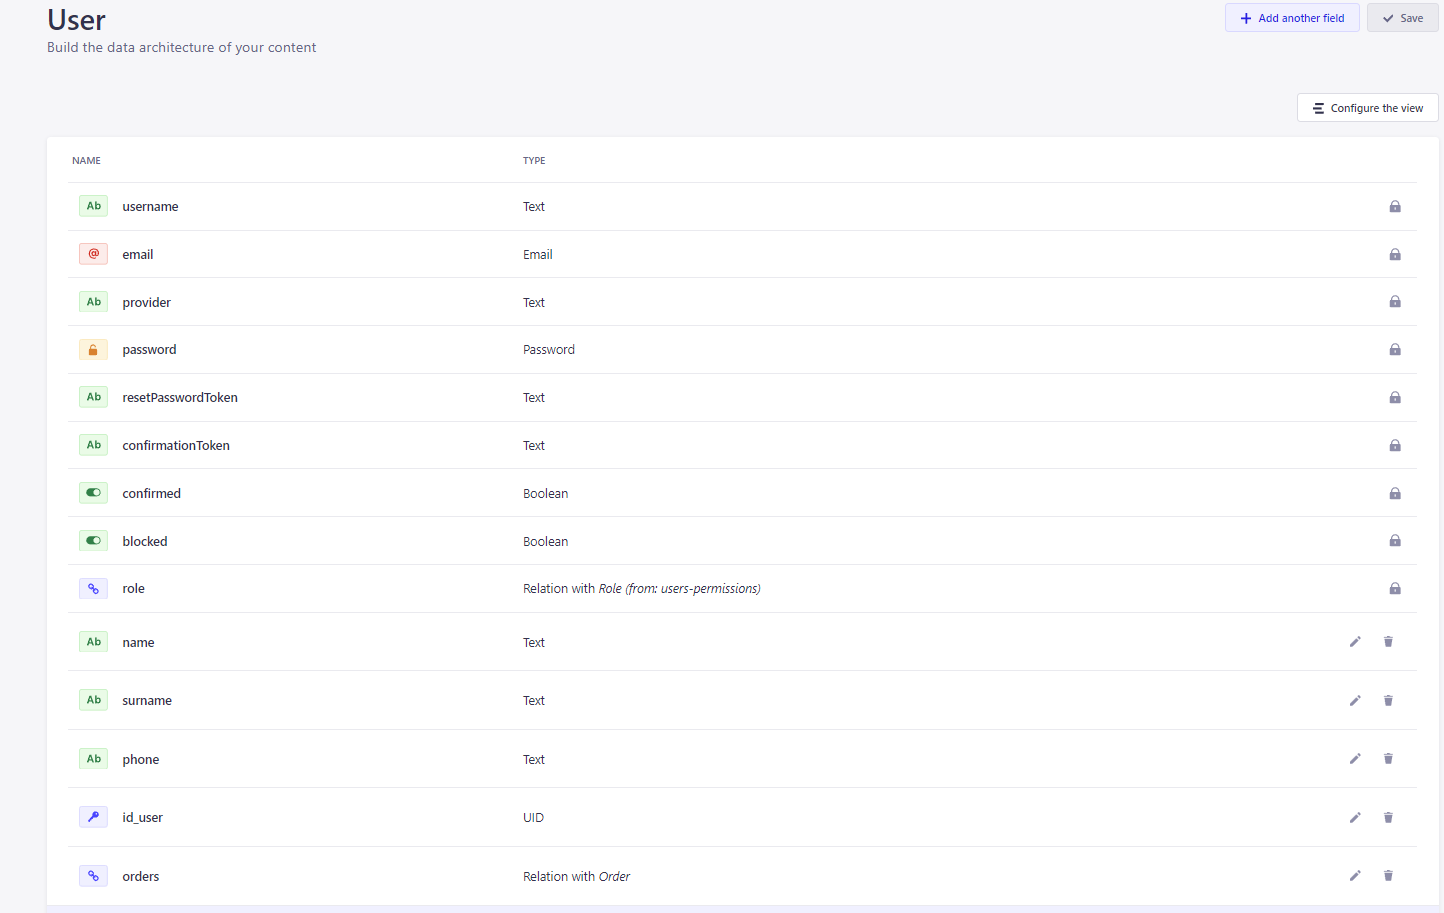 User
Build the data architecture of your content
Add another field
Save
Configure the view
NAME TYPE
Ab username Text
@ email Email
Ab provider Text
password Password
Ab resetPasswordToken Text
Ab confirmationToken Text
confirmed Boolean
blocked Boolean
role Relation with Role (from: users-permissions)
Ab name Text
Ab surname Text
Ab phone Text
id_user UID
orders Relation with Order